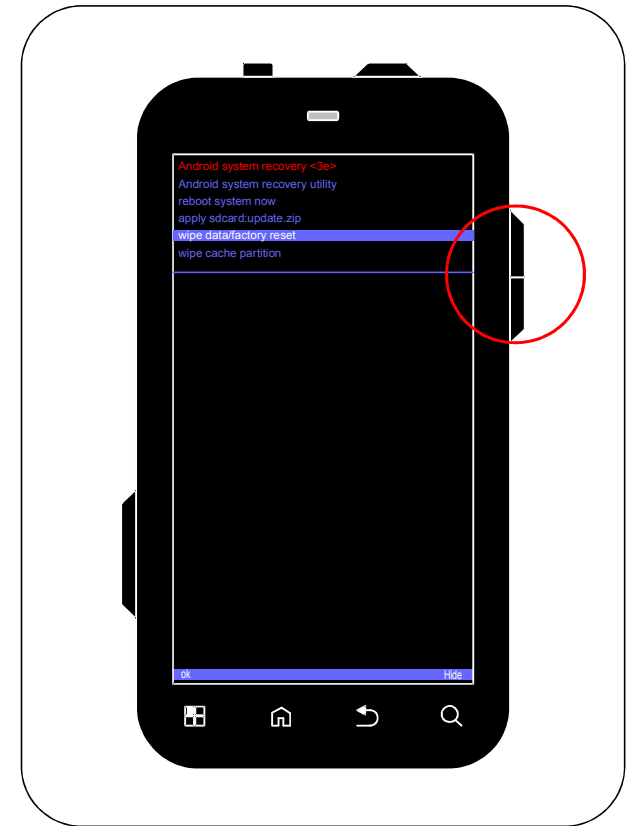 Android system recovery <3e>
Android system recovery utility
reboot system now
apply sdcard:update.zip
wipe data/factory reset
wipe cache partition
ok Hide